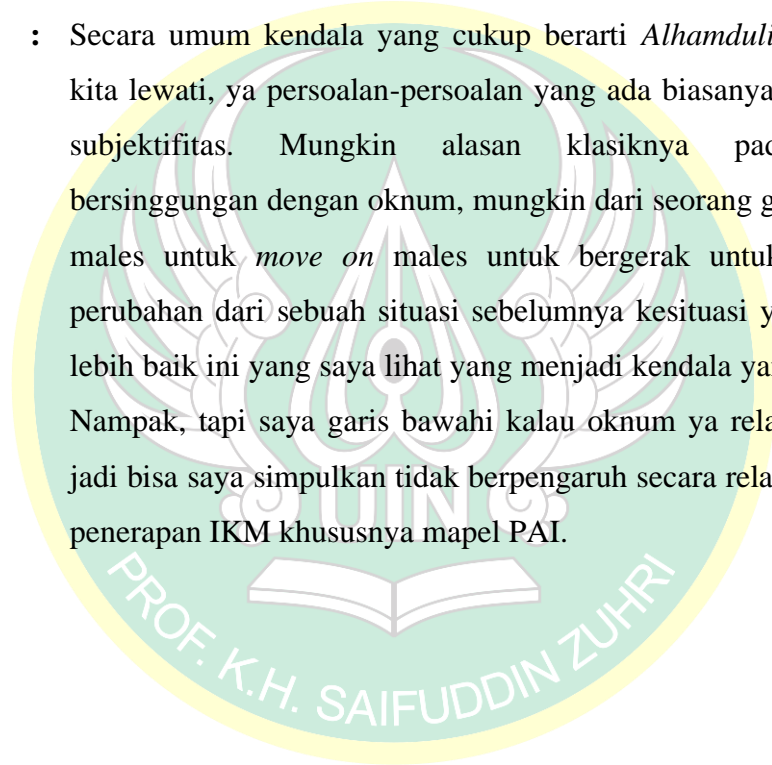 : Secara umum kendala yang cukup berarti Alhamduli
kita lewati, ya persoalan-persoalan yang ada biasanya
subjektifitas. Mungkin alasan klasiknya pad
bersinggungan dengan oknum, mungkin dari seorang g
males untuk move on males untuk bergerak untuk
perubahan dari sebuah situasi sebelumnya kesituasi y
lebih baik ini yang saya lihat yang menjadi kendala yan
Nampak, tapi saya garis bawahi kalau oknum ya rela
jadi bisa saya simpulkan tidak berpengaruh secara rela
penerapan IKM khususnya mapel PAI.
UIN
PROF. K.H. SAIFUDDIN ZUHRI